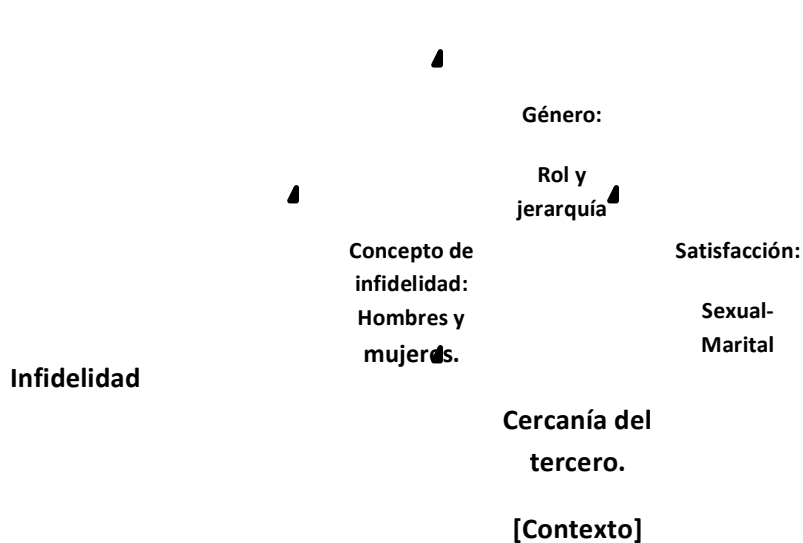 Género:
Rol y
jerarquía
Concepto de
infidelidad:
Hombres y
mujeres.
Satisfacción:
Sexual-
Marital
Infidelidad
Cercanía del
tercero.
[Contexto]